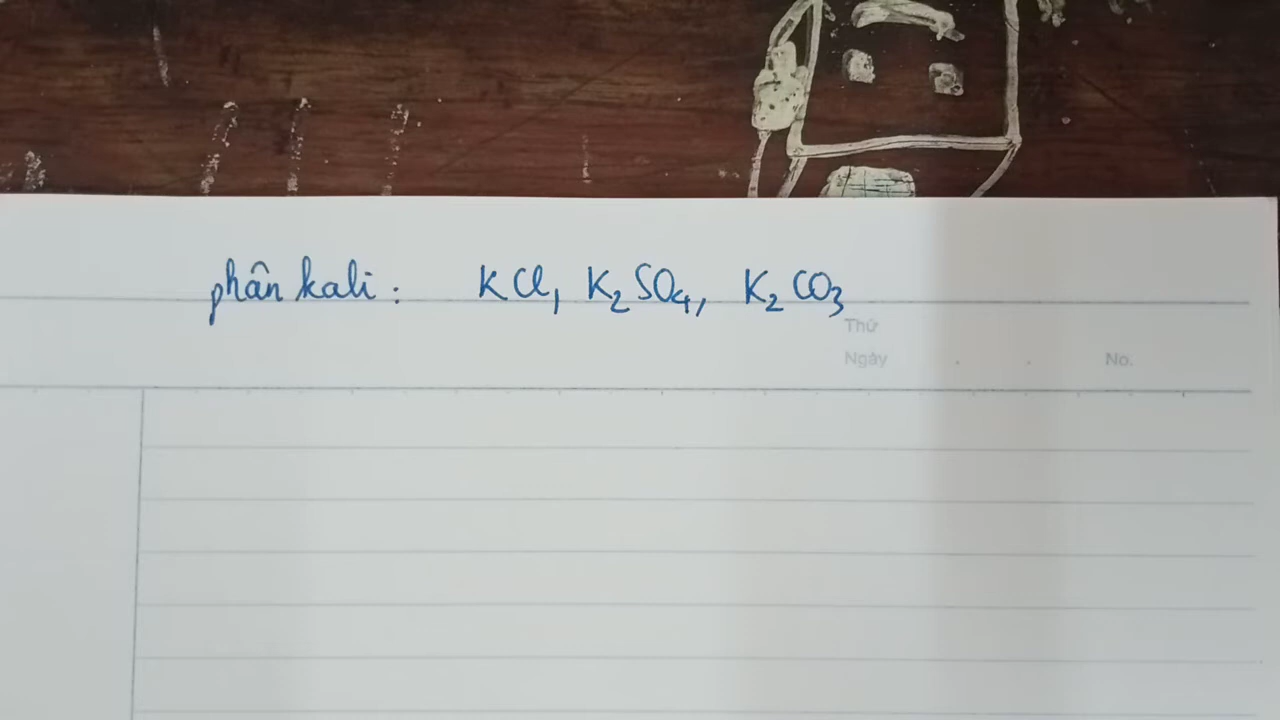 phân kali : KCl, K₂SO₄, K₂CO₃
Thứ
Ngày . . No.